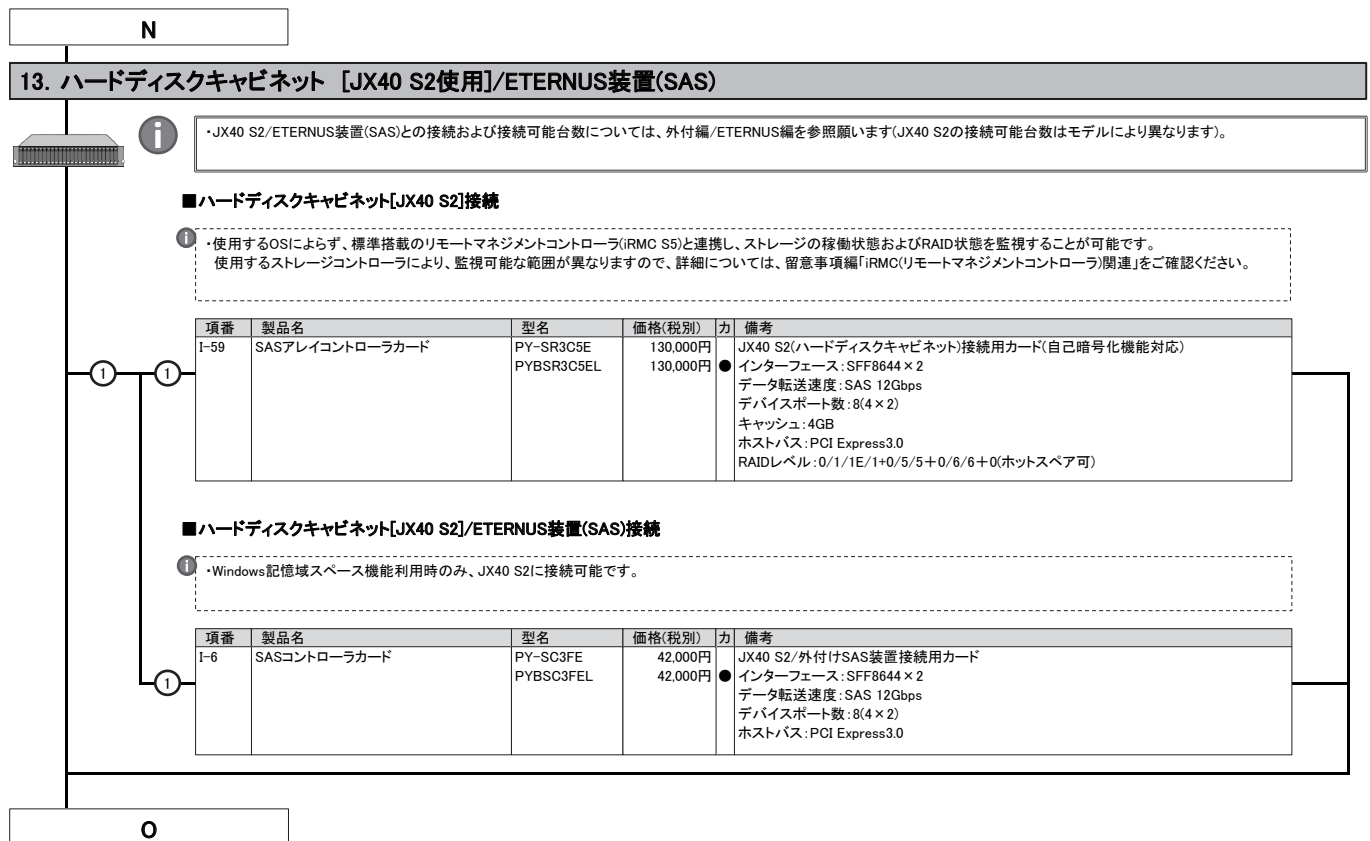 N
13. ハードディスクキャビネット [JX40 S2使用]/ETERNUS装置(SAS)
・JX40 S2/ETERNUS装置(SAS)との接続および接続可能台数については、外付編/ETERNUS編を参照願います(JX40 S2の接続可能台数はモデルにより異なります)。
■ハードディスクキャビネット[JX40 S2]接続
・使用するOSによらず、標準搭載のリモートマネジメントコントローラ(iRMC S5)と連携し、ストレージの稼働状態およびRAID状態を監視することが可能です。
使用するストレージコントローラにより、監視可能な範囲が異なりますので、詳細については、留意事項編「iRMC(リモートマネジメントコントローラ)関連」をご確認ください。
項番 製品名 型名 価格(税別) カ 備考
I-59 SASアレイコントローラカード PY-SR3C5E 130,000円 JX40 S2(ハードディスクキャビネット)接続用カード(自己暗号化機能対応)
PYBSR3C5EL 130,000円 ● インターフェース:SFF8644×2
データ転送速度:SAS 12Gbps
デバイスポート数:8(4×2)
キャッシュ:4GB
ホストバス:PCI Express3.0
RAIDレベル:0/1/1E/1+0/5/5+0/6/6+0(ホットスペア可)
① ①
■ハードディスクキャビネット[JX40 S2]/ETERNUS装置(SAS)接続
・Windows記憶域スペース機能利用時のみ、JX40 S2に接続可能です。
項番 製品名 型名 価格(税別) カ 備考
I-6 SASコントローラカード PY-SC3FE 42,000円 JX40 S2/外付けSAS装置接続用カード
PYBSC3FEL 42,000円 ● インターフェース:SFF8644×2
データ転送速度:SAS 12Gbps
デバイスポート数:8(4×2)
ホストバス:PCI Express3.0
①
O